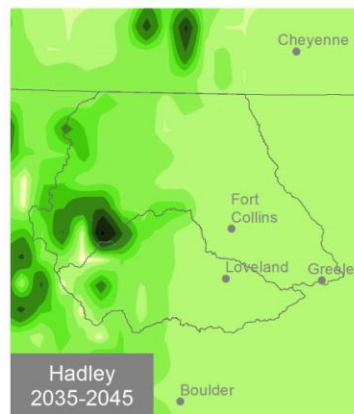 Cheyenne
Fort
Collins
Loveland
Greele
Boulder
Hadley
2035-2045